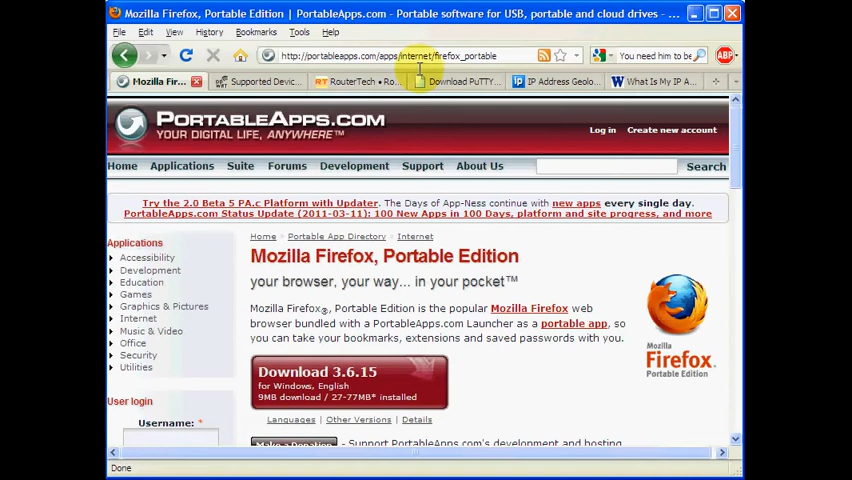 Mozilla Firefox, Portable Edition | PortableApps.com - Portable software for USB, portable and cloud drives - ...
File Edit View History Bookmarks Tools Help
http://portableapps.com/apps/internet/firefox_portable You need him to be ABP
Mozilla Fir... Supported Devic... RT RouterTech • Ro... Download PuTTY... ip IP Address Geolo... W What Is My IP A...
PORTABLEAPPS.COM
YOUR DIGITAL LIFE, ANYWHERE™
Log in Create new account
Home Applications Suite Forums Development Support About Us Search
Try the 2.0 Beta 5 PA.c Platform with Updater. The Days of App-Ness continue with new apps every single day.
PortableApps.com Status Update (2011-03-11): 100 New Apps in 100 Days, platform and site progress, and more
Applications
Accessibility
Development
Education
Games
Graphics & Pictures
Internet
Music & Video
Office
Security
Utilities
User login
Username: *
Home » Portable App Directory » Internet
Mozilla Firefox, Portable Edition
your browser, your way... in your pocket™
Mozilla Firefox®, Portable Edition is the popular Mozilla Firefox web
browser bundled with a PortableApps.com Launcher as a portable app, so
you can take your bookmarks, extensions and saved passwords with you.
Mozilla
Firefox.
Portable Edition
Download 3.6.15
for Windows, English
9MB download / 27-77MB* installed
Languages | Other Versions | Details
Make a Donation - Support PortableApps.com's development and hosting
Done